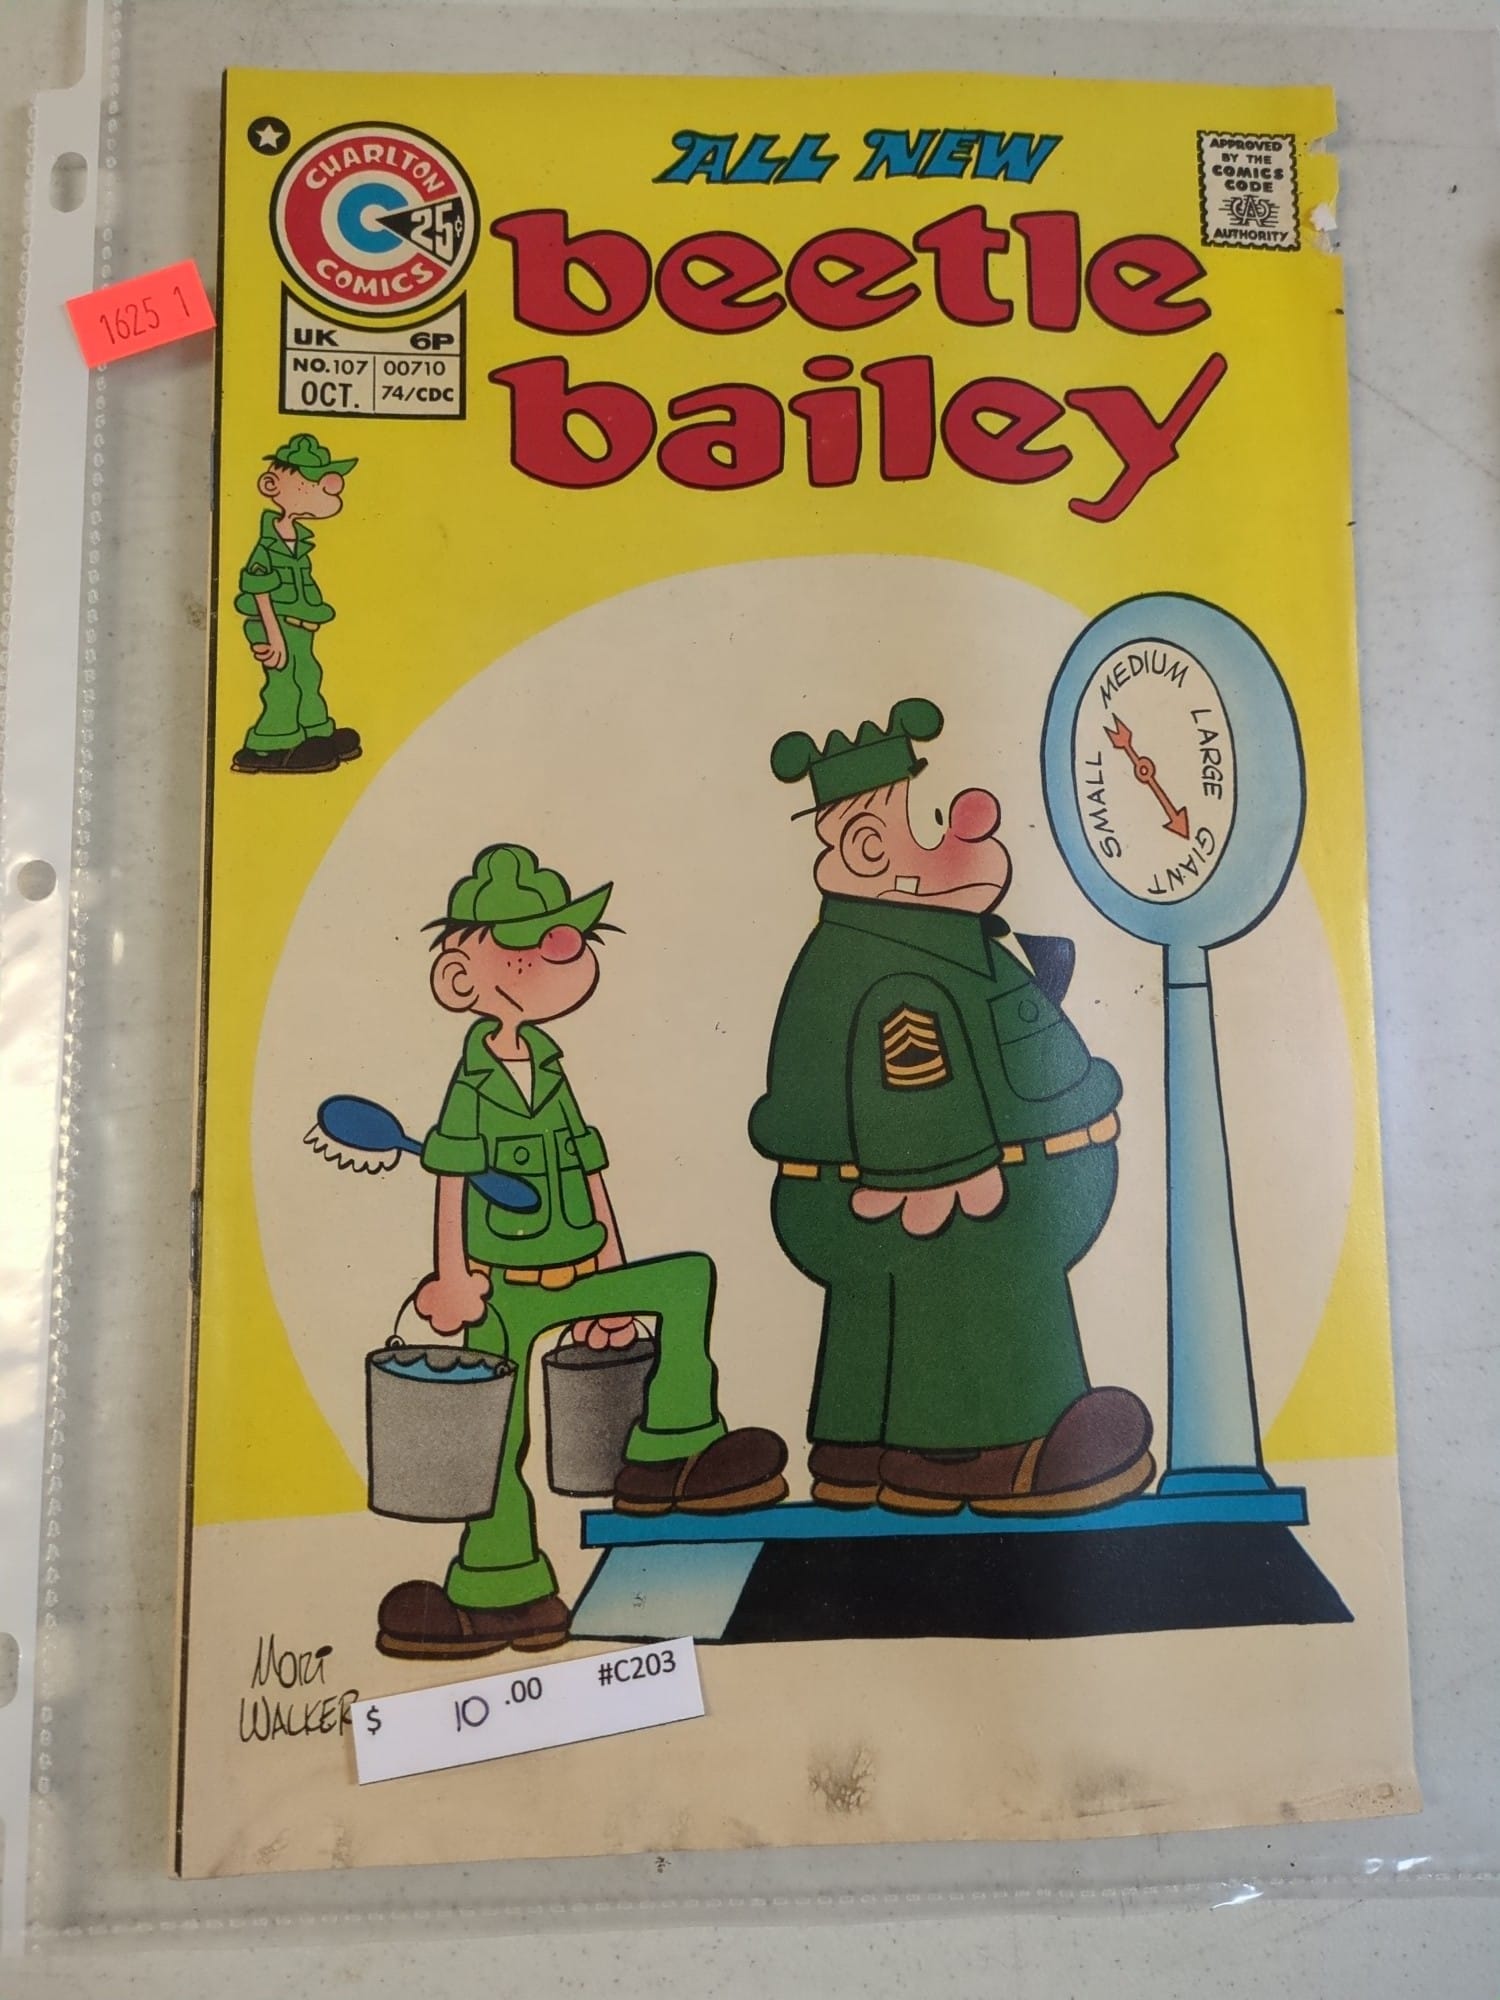 ALL NEW
beetle
bailey
CHARLTON
25¢
COMICS
UK 6P
NO.107 00710
OCT. 74/CDC
APPROVED
BY THE
COMICS
CODE
AUTHORITY
1625 1
SMALL MEDIUM LARGE GIANT
MORT
WALKER
$ 10 .00 #C203